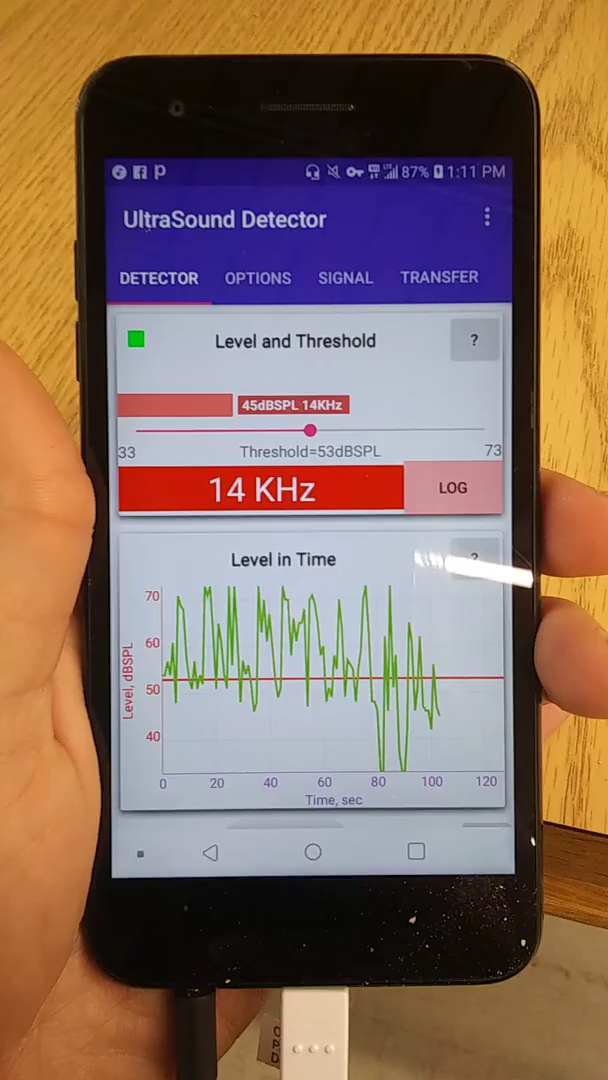 87% 1:11 PM
UltraSound Detector
DETECTOR OPTIONS SIGNAL TRANSFER
Level and Threshold ?
45dBSPL 14KHz
33 Threshold=53dBSPL 73
14 KHz LOG
Level in Time ?
70
60
50
40
Level, dBSPL
0 20 40 60 80 100 120
Time, sec